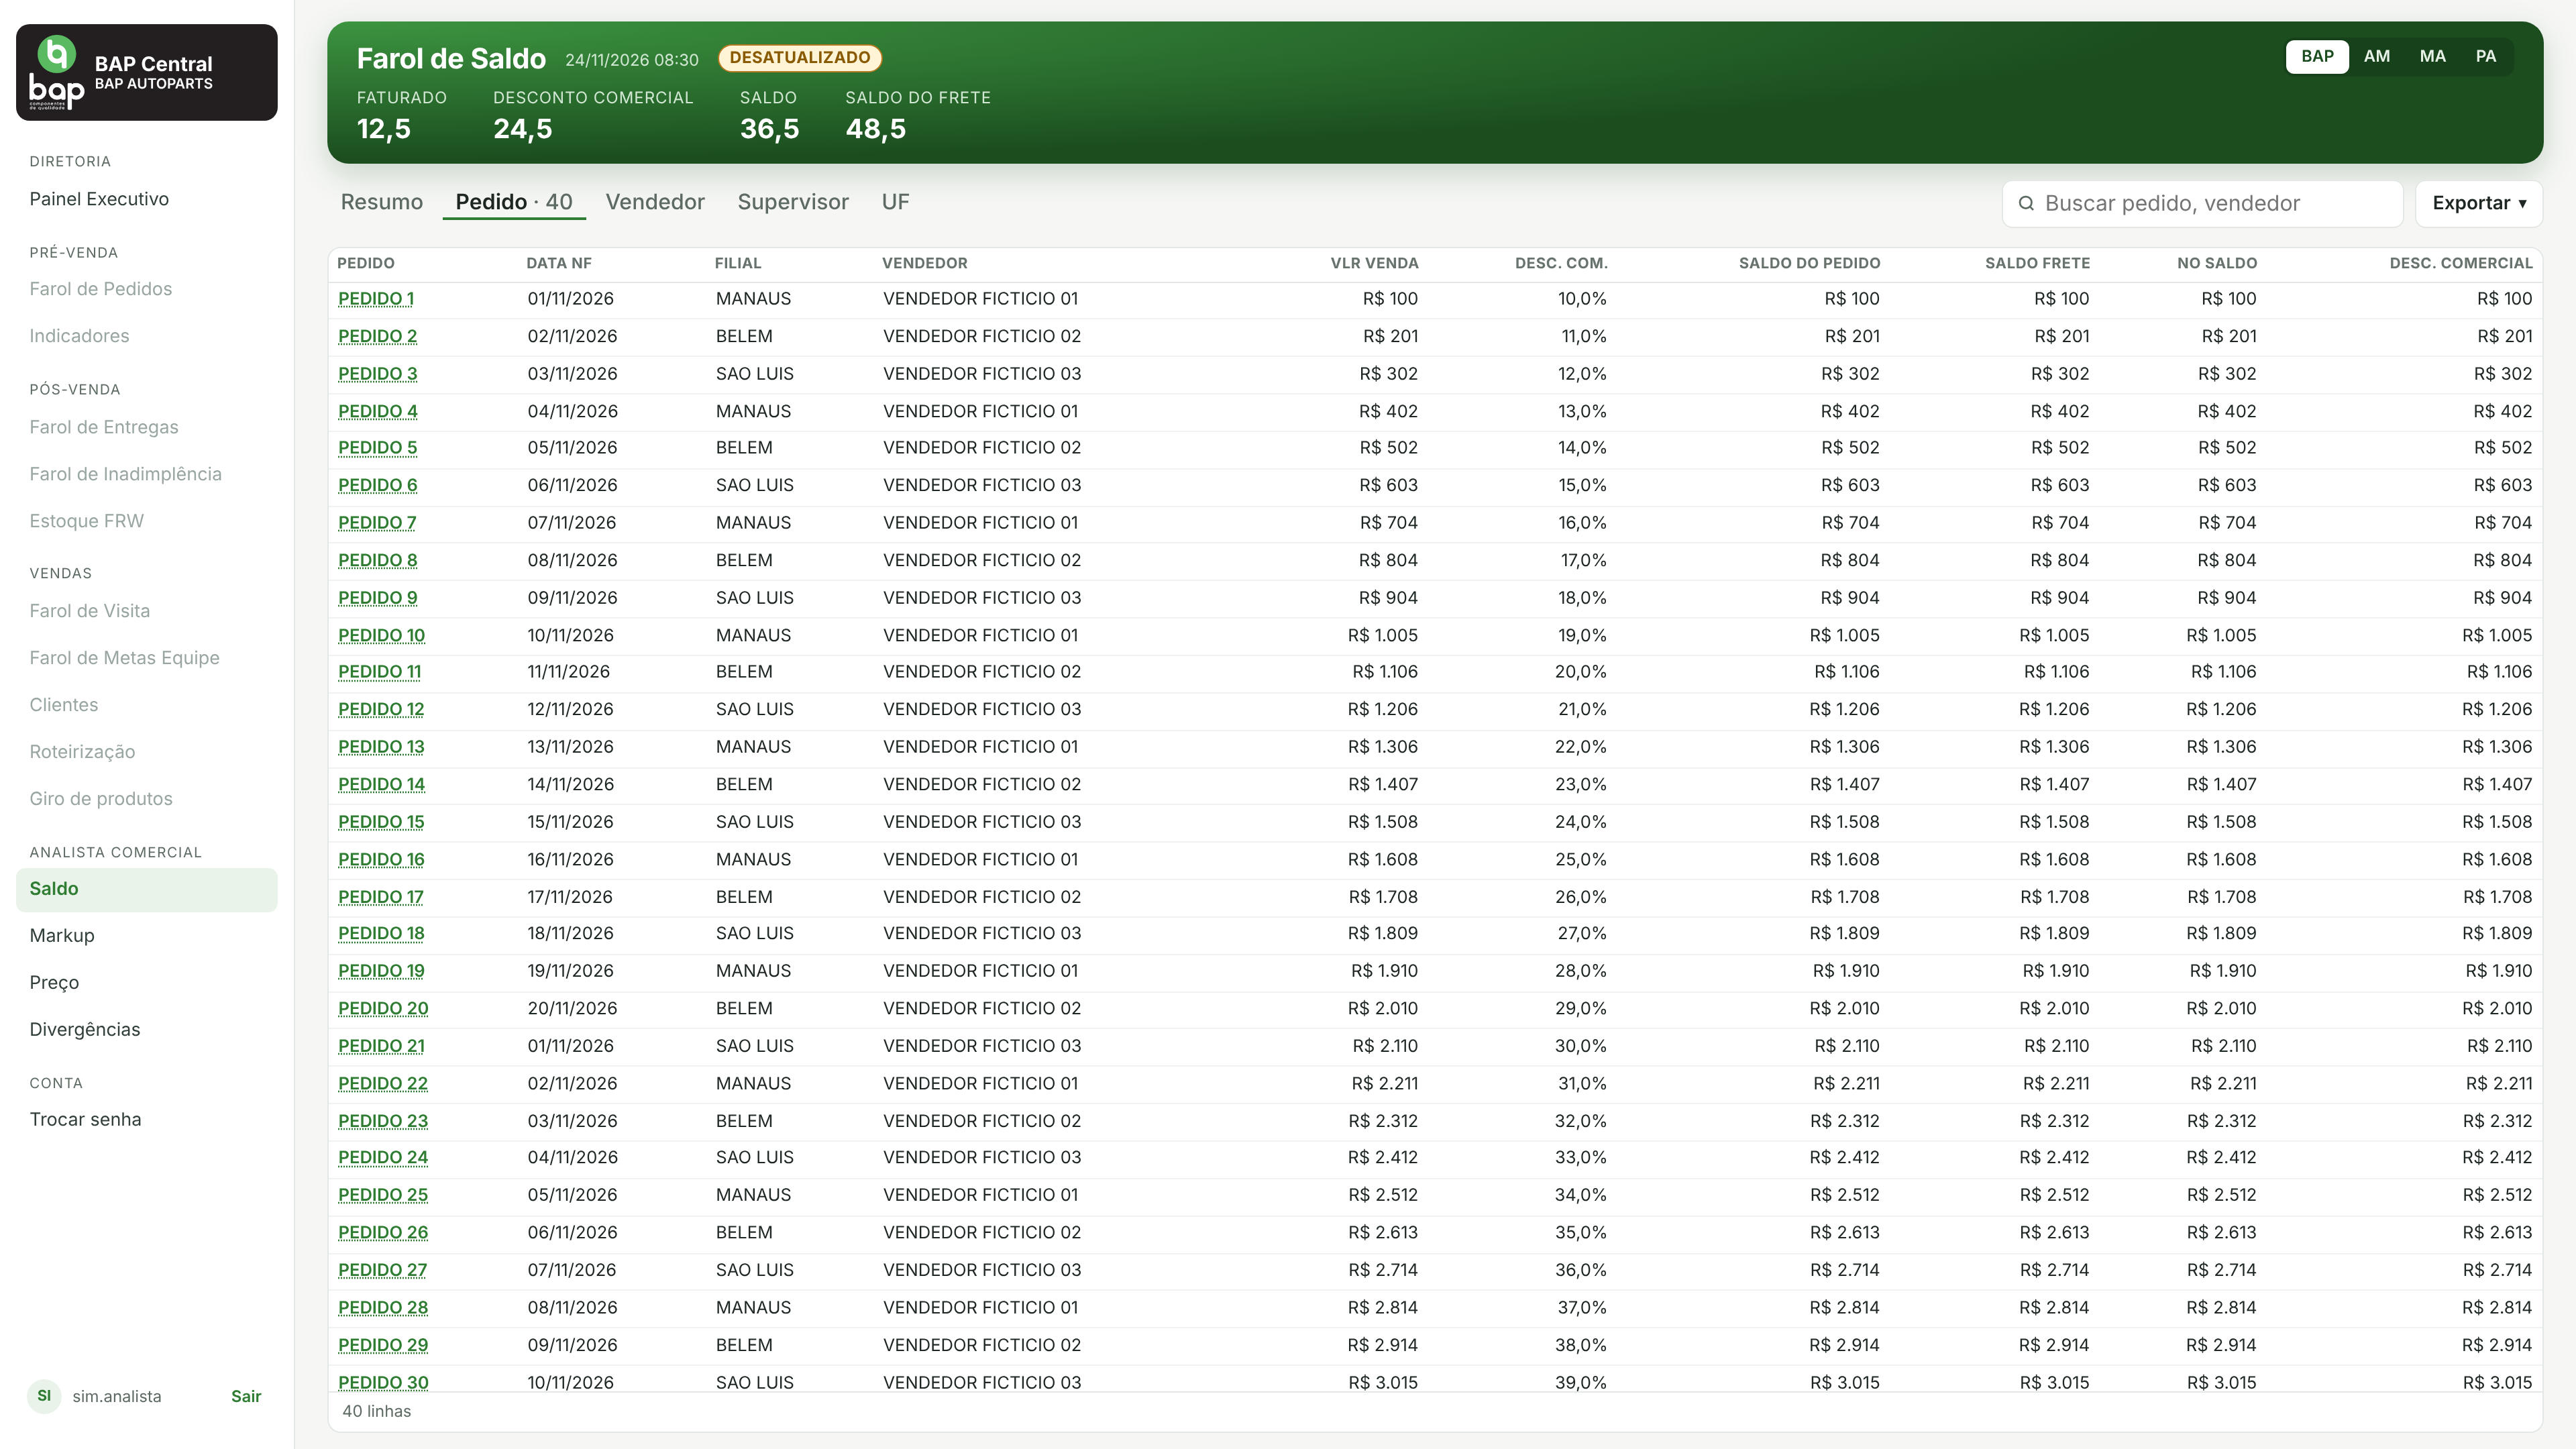 bap
componentes
de qualidade
BAP Central
BAP AUTOPARTS
DIRETORIA
Painel Executivo
PRÉ-VENDA
Farol de Pedidos
Indicadores
PÓS-VENDA
Farol de Entregas
Farol de Inadimplência
Estoque FRW
VENDAS
Farol de Visita
Farol de Metas Equipe
Clientes
Roteirização
Giro de produtos
ANALISTA COMERCIAL
Saldo
Markup
Preço
Divergências
CONTA
Trocar senha
SI sim.analista Sair
Farol de Saldo 24/11/2026 08:30 DESATUALIZADO BAP AM MA PA
FATURADO DESCONTO COMERCIAL SALDO SALDO DO FRETE
12,5 24,5 36,5 48,5
Resumo Pedido · 40 Vendedor Supervisor UF Buscar pedido, vendedor Exportar ▾
PEDIDO DATA NF FILIAL VENDEDOR VLR VENDA DESC. COM. SALDO DO PEDIDO SALDO FRETE NO SALDO DESC. COMERCIAL
PEDIDO 1 01/11/2026 MANAUS VENDEDOR FICTICIO 01 R$ 100 10,0% R$ 100 R$ 100 R$ 100 R$ 100
PEDIDO 2 02/11/2026 BELEM VENDEDOR FICTICIO 02 R$ 201 11,0% R$ 201 R$ 201 R$ 201 R$ 201
PEDIDO 3 03/11/2026 SAO LUIS VENDEDOR FICTICIO 03 R$ 302 12,0% R$ 302 R$ 302 R$ 302 R$ 302
PEDIDO 4 04/11/2026 MANAUS VENDEDOR FICTICIO 01 R$ 402 13,0% R$ 402 R$ 402 R$ 402 R$ 402
PEDIDO 5 05/11/2026 BELEM VENDEDOR FICTICIO 02 R$ 502 14,0% R$ 502 R$ 502 R$ 502 R$ 502
PEDIDO 6 06/11/2026 SAO LUIS VENDEDOR FICTICIO 03 R$ 603 15,0% R$ 603 R$ 603 R$ 603 R$ 603
PEDIDO 7 07/11/2026 MANAUS VENDEDOR FICTICIO 01 R$ 704 16,0% R$ 704 R$ 704 R$ 704 R$ 704
PEDIDO 8 08/11/2026 BELEM VENDEDOR FICTICIO 02 R$ 804 17,0% R$ 804 R$ 804 R$ 804 R$ 804
PEDIDO 9 09/11/2026 SAO LUIS VENDEDOR FICTICIO 03 R$ 904 18,0% R$ 904 R$ 904 R$ 904 R$ 904
PEDIDO 10 10/11/2026 MANAUS VENDEDOR FICTICIO 01 R$ 1.005 19,0% R$ 1.005 R$ 1.005 R$ 1.005 R$ 1.005
PEDIDO 11 11/11/2026 BELEM VENDEDOR FICTICIO 02 R$ 1.106 20,0% R$ 1.106 R$ 1.106 R$ 1.106 R$ 1.106
PEDIDO 12 12/11/2026 SAO LUIS VENDEDOR FICTICIO 03 R$ 1.206 21,0% R$ 1.206 R$ 1.206 R$ 1.206 R$ 1.206
PEDIDO 13 13/11/2026 MANAUS VENDEDOR FICTICIO 01 R$ 1.306 22,0% R$ 1.306 R$ 1.306 R$ 1.306 R$ 1.306
PEDIDO 14 14/11/2026 BELEM VENDEDOR FICTICIO 02 R$ 1.407 23,0% R$ 1.407 R$ 1.407 R$ 1.407 R$ 1.407
PEDIDO 15 15/11/2026 SAO LUIS VENDEDOR FICTICIO 03 R$ 1.508 24,0% R$ 1.508 R$ 1.508 R$ 1.508 R$ 1.508
PEDIDO 16 16/11/2026 MANAUS VENDEDOR FICTICIO 01 R$ 1.608 25,0% R$ 1.608 R$ 1.608 R$ 1.608 R$ 1.608
PEDIDO 17 17/11/2026 BELEM VENDEDOR FICTICIO 02 R$ 1.708 26,0% R$ 1.708 R$ 1.708 R$ 1.708 R$ 1.708
PEDIDO 18 18/11/2026 SAO LUIS VENDEDOR FICTICIO 03 R$ 1.809 27,0% R$ 1.809 R$ 1.809 R$ 1.809 R$ 1.809
PEDIDO 19 19/11/2026 MANAUS VENDEDOR FICTICIO 01 R$ 1.910 28,0% R$ 1.910 R$ 1.910 R$ 1.910 R$ 1.910
PEDIDO 20 20/11/2026 BELEM VENDEDOR FICTICIO 02 R$ 2.010 29,0% R$ 2.010 R$ 2.010 R$ 2.010 R$ 2.010
PEDIDO 21 01/11/2026 SAO LUIS VENDEDOR FICTICIO 03 R$ 2.110 30,0% R$ 2.110 R$ 2.110 R$ 2.110 R$ 2.110
PEDIDO 22 02/11/2026 MANAUS VENDEDOR FICTICIO 01 R$ 2.211 31,0% R$ 2.211 R$ 2.211 R$ 2.211 R$ 2.211
PEDIDO 23 03/11/2026 BELEM VENDEDOR FICTICIO 02 R$ 2.312 32,0% R$ 2.312 R$ 2.312 R$ 2.312 R$ 2.312
PEDIDO 24 04/11/2026 SAO LUIS VENDEDOR FICTICIO 03 R$ 2.412 33,0% R$ 2.412 R$ 2.412 R$ 2.412 R$ 2.412
PEDIDO 25 05/11/2026 MANAUS VENDEDOR FICTICIO 01 R$ 2.512 34,0% R$ 2.512 R$ 2.512 R$ 2.512 R$ 2.512
PEDIDO 26 06/11/2026 BELEM VENDEDOR FICTICIO 02 R$ 2.613 35,0% R$ 2.613 R$ 2.613 R$ 2.613 R$ 2.613
PEDIDO 27 07/11/2026 SAO LUIS VENDEDOR FICTICIO 03 R$ 2.714 36,0% R$ 2.714 R$ 2.714 R$ 2.714 R$ 2.714
PEDIDO 28 08/11/2026 MANAUS VENDEDOR FICTICIO 01 R$ 2.814 37,0% R$ 2.814 R$ 2.814 R$ 2.814 R$ 2.814
PEDIDO 29 09/11/2026 BELEM VENDEDOR FICTICIO 02 R$ 2.914 38,0% R$ 2.914 R$ 2.914 R$ 2.914 R$ 2.914
PEDIDO 30 10/11/2026 SAO LUIS VENDEDOR FICTICIO 03 R$ 3.015 39,0% R$ 3.015 R$ 3.015 R$ 3.015 R$ 3.015
40 linhas